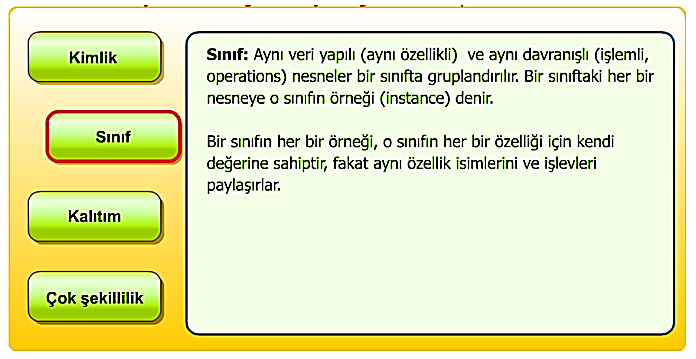 Kimlik
Sınıf
Kalıtım
Çok şekillilik
Sınıf: Aynı veri yapılı (aynı özellikli) ve aynı davranışlı (işlemli,
operations) nesneler bir sınıfta gruplandırılır. Bir sınıftaki her bir
nesneye o sınıfın örneği (instance) denir.
Bir sınıfın her bir örneği, o sınıfın her bir özelliği için kendi
değerine sahiptir, fakat aynı özellik isimlerini ve işlevleri
paylaşırlar.